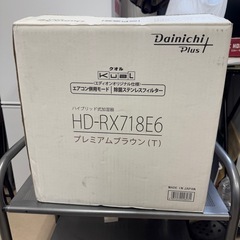 Dainichi
Plus
クオル
KuaL
(エディオンオリジナル仕様)
エアコン併用モード
除菌ステンレスフィルター
ハイブリッド式加湿器
HD-RX718E6
プレミアムブラウン(T)
MADE IN JAPAN